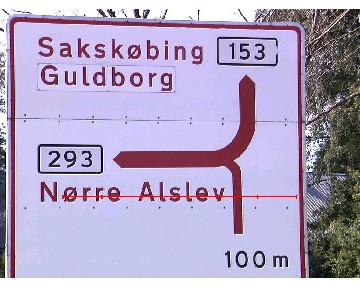 Sakskøbing 153
Guldborg
293
Nørre Alslev
100 m